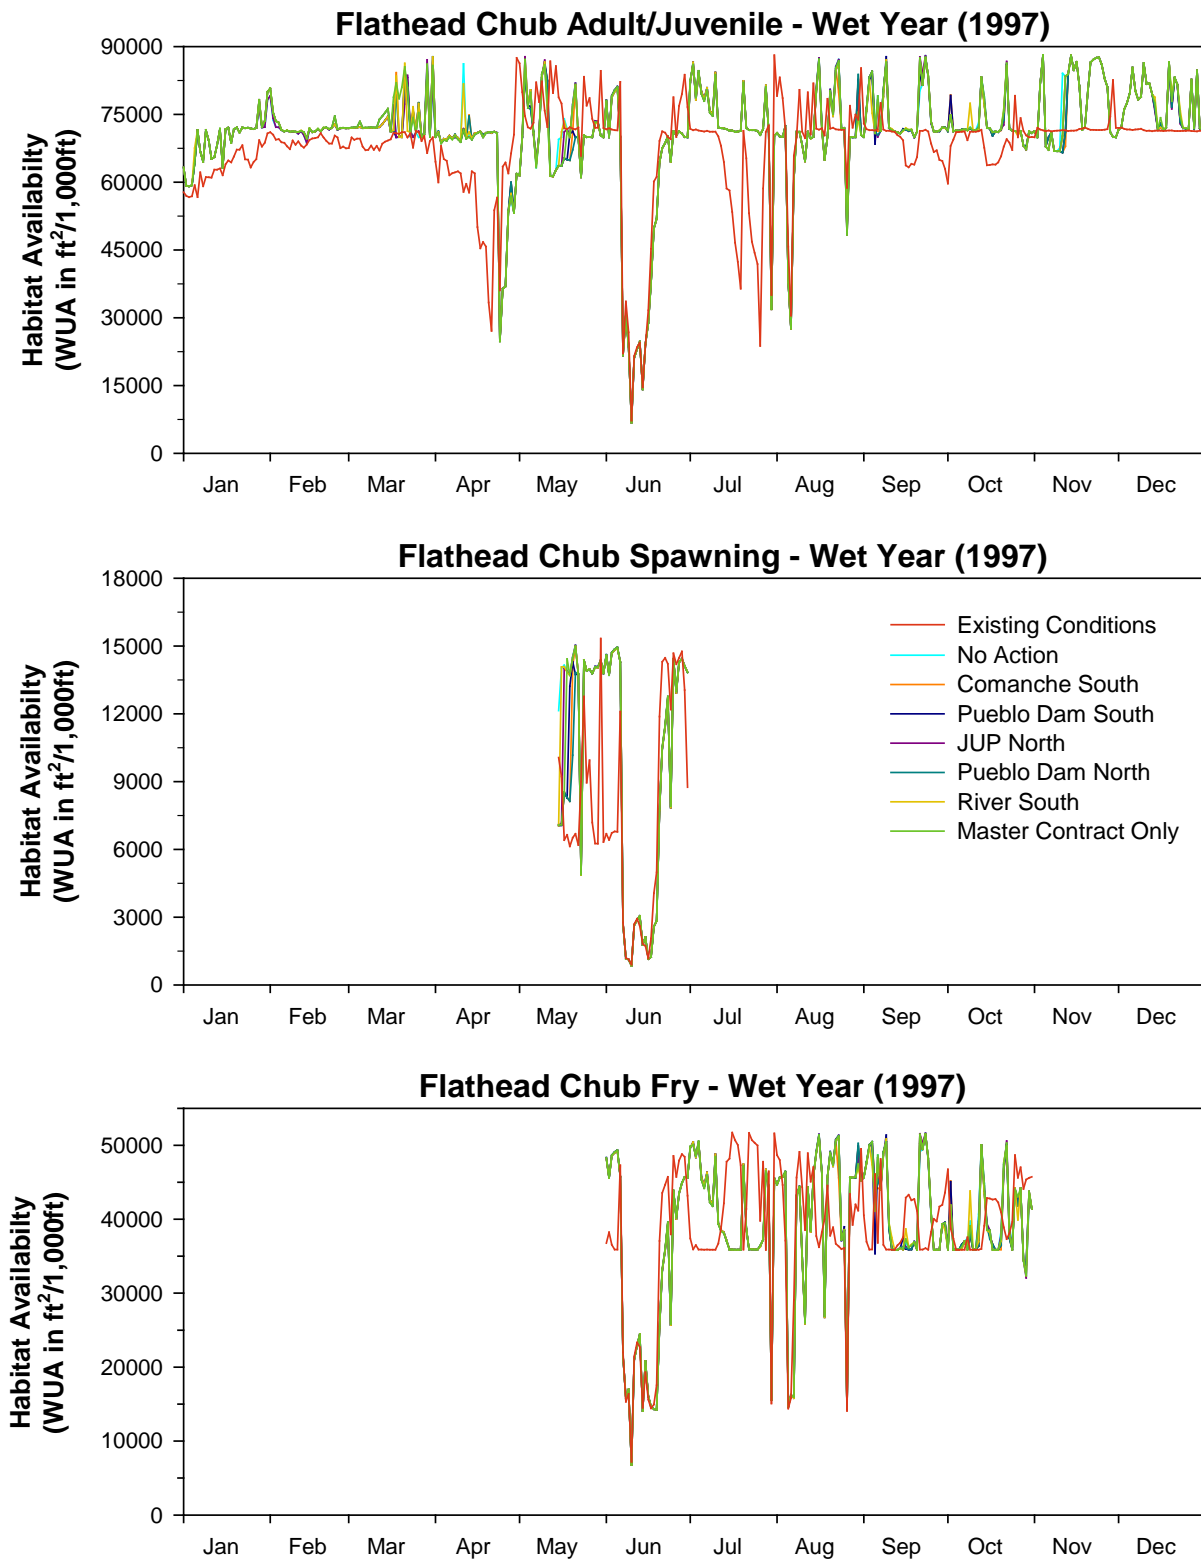 Flathead Chub Adult/Juvenile - Wet Year (1997)
Habitat Availabilty
(WUA in ft²/1,000ft)
90000
75000
60000
45000
30000
15000
0
Jan Feb Mar Apr May Jun Jul Aug Sep Oct Nov Dec
Flathead Chub Spawning - Wet Year (1997)
Habitat Availabilty
(WUA in ft²/1,000ft)
18000
15000
12000
9000
6000
3000
0
Existing Conditions
No Action
Comanche South
Pueblo Dam South
JUP North
Pueblo Dam North
River South
Master Contract Only
Jan Feb Mar Apr May Jun Jul Aug Sep Oct Nov Dec
Flathead Chub Fry - Wet Year (1997)
Habitat Availabilty
(WUA in ft²/1,000ft)
50000
40000
30000
20000
10000
0
Jan Feb Mar Apr May Jun Jul Aug Sep Oct Nov Dec